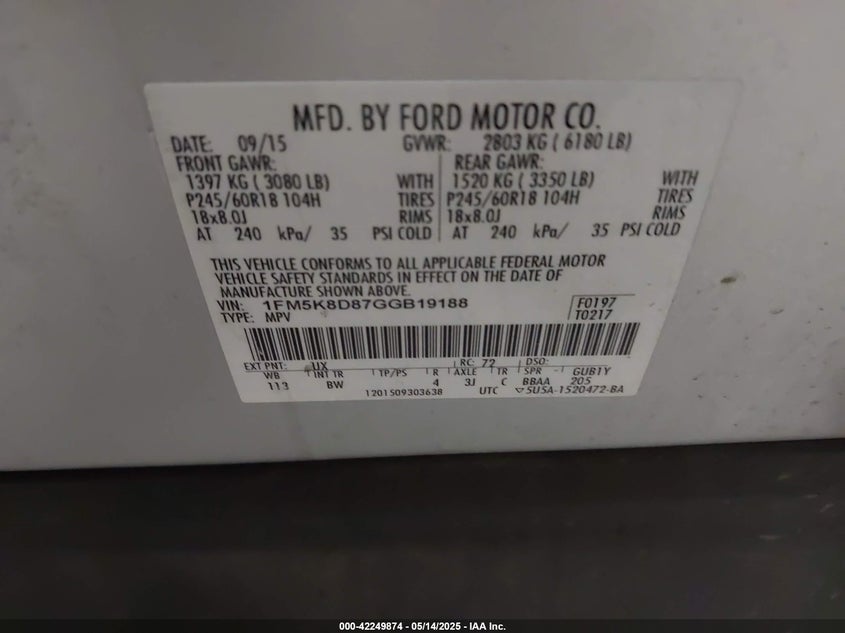 MFD. BY FORD MOTOR CO.
DATE: 09/15 GVWR: 2803 KG ( 6180 LB)
FRONT GAWR: REAR GAWR:
1397 KG ( 3080 LB) WITH 1520 KG ( 3350 LB) WITH
P245/60R18 104H TIRES P245/60R18 104H TIRES
18x8.0J RIMS 18x8.0J RIMS
AT 240 kPa/ 35 PSI COLD AT 240 kPa/ 35 PSI COLD
THIS VEHICLE CONFORMS TO ALL APPLICABLE FEDERAL MOTOR
VEHICLE SAFETY STANDARDS IN EFFECT ON THE DATE OF
MANUFACTURE SHOWN ABOVE.
VIN: 1FM5K8D87GGB19188 F0197
TYPE: MPV T0217
EXT PNT: UX RC: 72 DSO:
WB INT TR TP/PS R AXLE TR SPR GUB1Y
113 BW 4 3J C BBAA 205
1201509303638 UTC ▽5U5A-1520472-BA
000-42249874 / 05/14/2025 - IAA Inc.